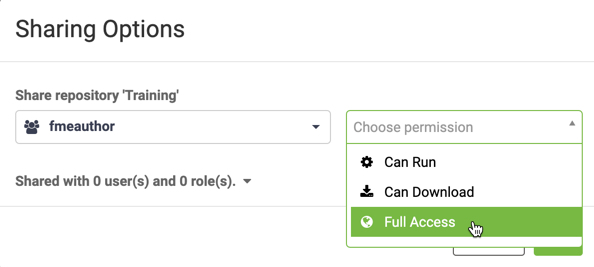 Sharing Options
Share repository 'Training'
fmeauthor
Choose permission
Can Run
Can Download
Full Access
Shared with 0 user(s) and 0 role(s).